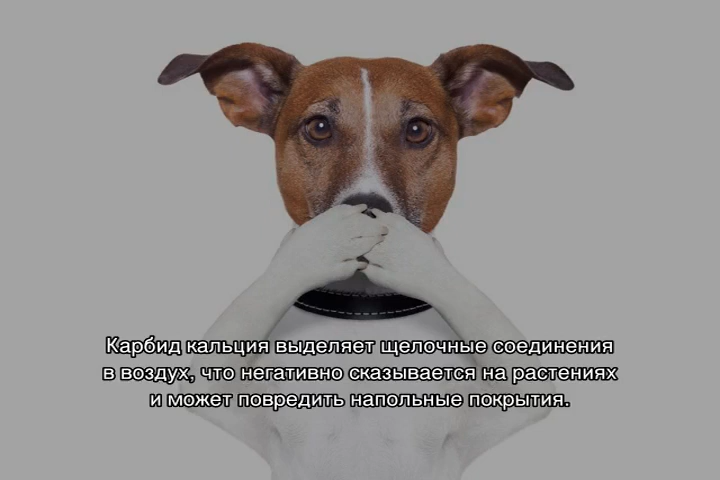 Карбид кальция выделяет щелочные соединения
в воздух, что негативно сказывается на растениях
и может повредить напольные покрытия.